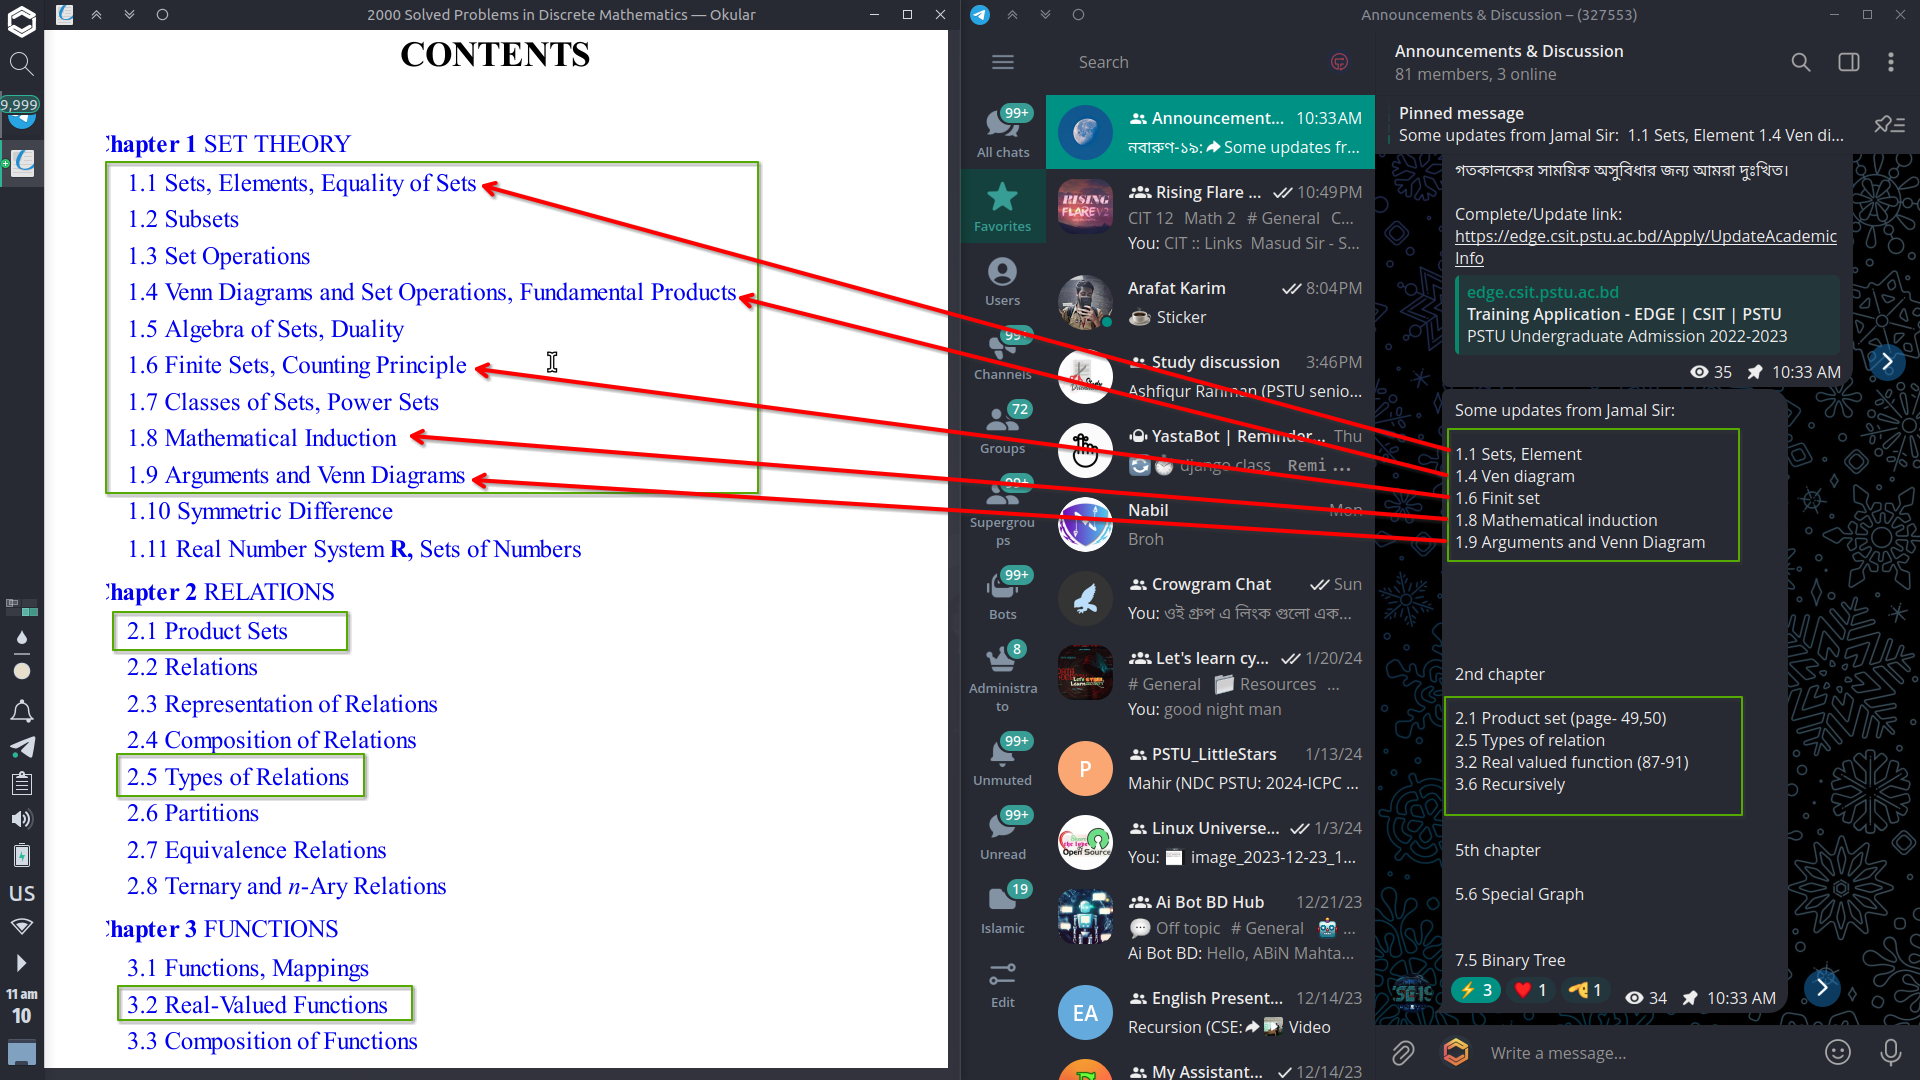 2000 Solved Problems in Discrete Mathematics — Okular
CONTENTS
hapter 1 SET THEORY
1.1 Sets, Elements, Equality of Sets
1.2 Subsets
1.3 Set Operations
1.4 Venn Diagrams and Set Operations, Fundamental Products
1.5 Algebra of Sets, Duality
1.6 Finite Sets, Counting Principle
1.7 Classes of Sets, Power Sets
1.8 Mathematical Induction
1.9 Arguments and Venn Diagrams
1.10 Symmetric Difference
1.11 Real Number System R, Sets of Numbers
hapter 2 RELATIONS
2.1 Product Sets
2.2 Relations
2.3 Representation of Relations
2.4 Composition of Relations
2.5 Types of Relations
2.6 Partitions
2.7 Equivalence Relations
2.8 Ternary and n-Ary Relations
hapter 3 FUNCTIONS
3.1 Functions, Mappings
3.2 Real-Valued Functions
3.3 Composition of Functions
9,999
US
11 am
10
Announcements & Discussion – (327553)
Search
99+
All chats
Favorites
Users
99+
Channels
72
Groups
99+
Supergrou
ps
99+
Bots
8
Administra
to
99+
Unmuted
99+
Unread
19
Islamic
Edit
Announcement... 10:33 AM
নবারুণ-১৯: Some updates fr...
RISING
FLARE V2
Rising Flare ... 10:49 PM
CIT 12 Math 2 # General C...
You: CIT :: Links Masud Sir - S...
Arafat Karim 8:04 PM
Sticker
Study discussion 3:46 PM
Ashfiqur Rahman (PSTU senio...
YastaBot | Reminder... Thu
django class Remi ...
Nabil Mon
Broh
Crowgram Chat Sun
You: ওই গ্রুপ এ লিংক গুলো এক...
Let's learn cy... 1/20/24
# General Resources ...
You: good night man
P
PSTU_LittleStars 1/13/24
Mahir (NDC PSTU: 2024-ICPC ...
Linux Universe... 1/3/24
You: image_2023-12-23_1...
Ai Bot BD Hub 12/21/23
Off topic # General ...
Ai Bot BD: Hello, ABiN Mahta...
EA
English Present... 12/14/23
Recursion (CSE: Video
My Assistant... 12/14/23
Announcements & Discussion
81 members, 3 online
Pinned message
Some updates from Jamal Sir: 1.1 Sets, Element 1.4 Ven di...
গতকালকের সাময়িক অসুবিধার জন্য আমরা দুঃখিত।
Complete/Update link:
https://edge.csit.pstu.ac.bd/Apply/UpdateAcademic
Info
edge.csit.pstu.ac.bd
Training Application - EDGE | CSIT | PSTU
PSTU Undergraduate Admission 2022-2023
35 10:33 AM
Some updates from Jamal Sir:
1.1 Sets, Element
1.4 Ven diagram
1.6 Finit set
1.8 Mathematical induction
1.9 Arguments and Venn Diagram
2nd chapter
2.1 Product set (page- 49,50)
2.5 Types of relation
3.2 Real valued function (87-91)
3.6 Recursively
5th chapter
5.6 Special Graph
7.5 Binary Tree
3 1 1 34 10:33 AM
Write a message...